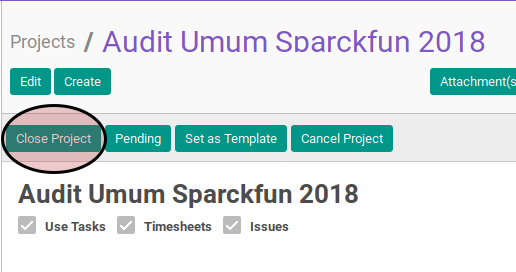 Projects / Audit Umum Sparckfun 2018
Edit Create Attachment(s
Close Project Pending Set as Template Cancel Project
Audit Umum Sparckfun 2018
Use Tasks Timesheets Issues